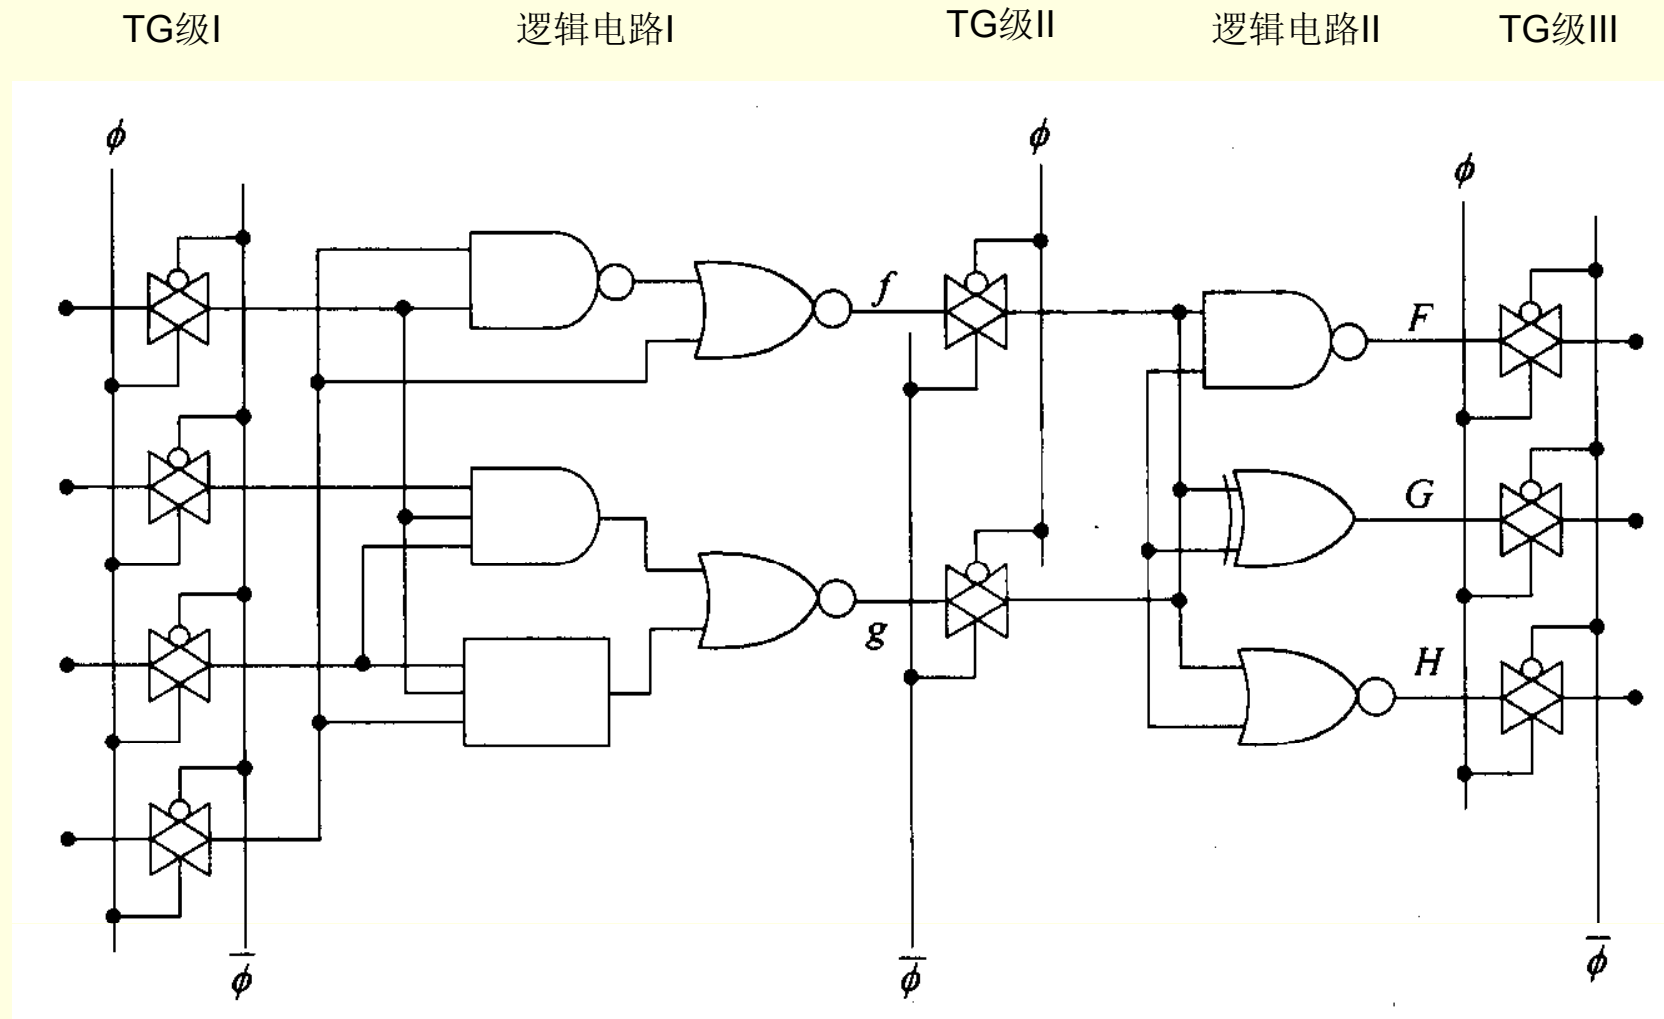 TG级I 逻辑电路I TG级II 逻辑电路II TG级III
ϕ ϕ ϕ
f F
G
g H
ϕ̅ ϕ̅ ϕ̅